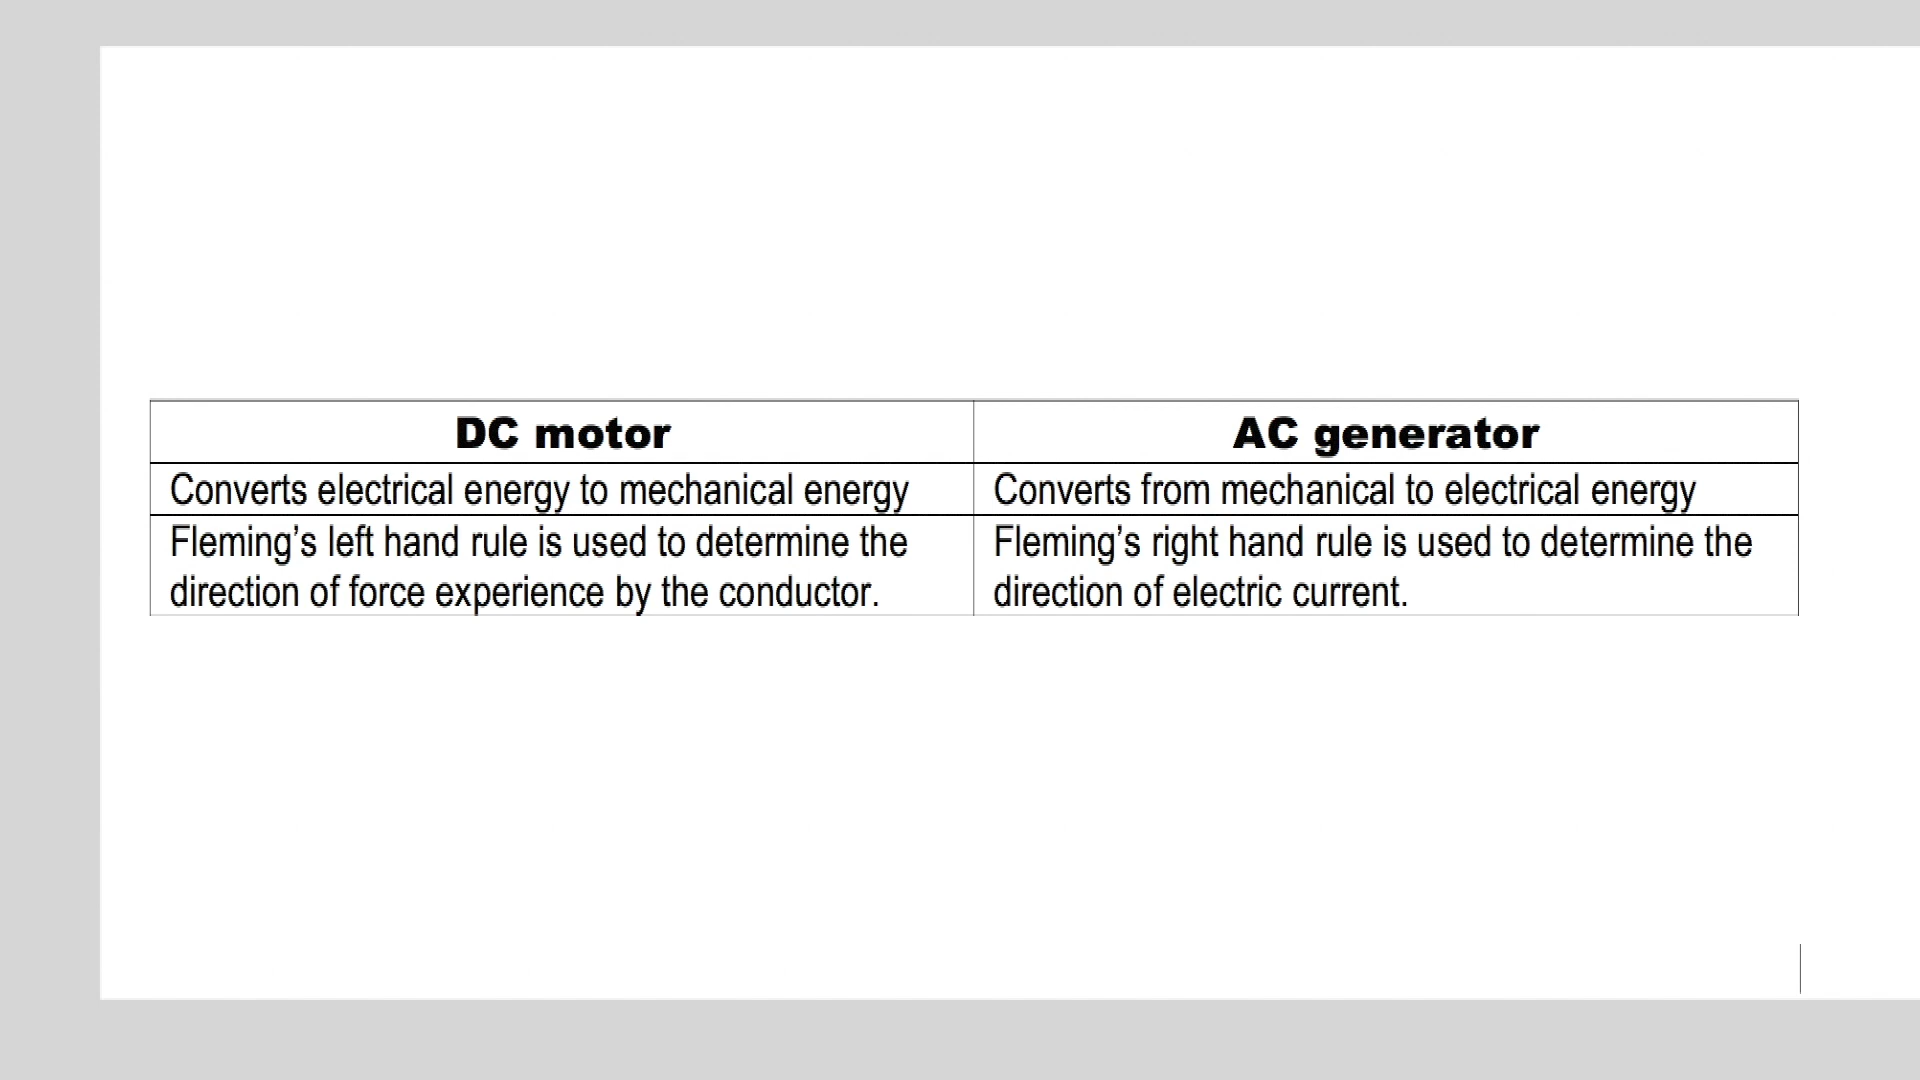 DC motor
AC generator
Converts electrical energy to mechanical energy
Converts from mechanical to electrical energy
Fleming’s left hand rule is used to determine the
direction of force experience by the conductor.
Fleming’s right hand rule is used to determine the
direction of electric current.